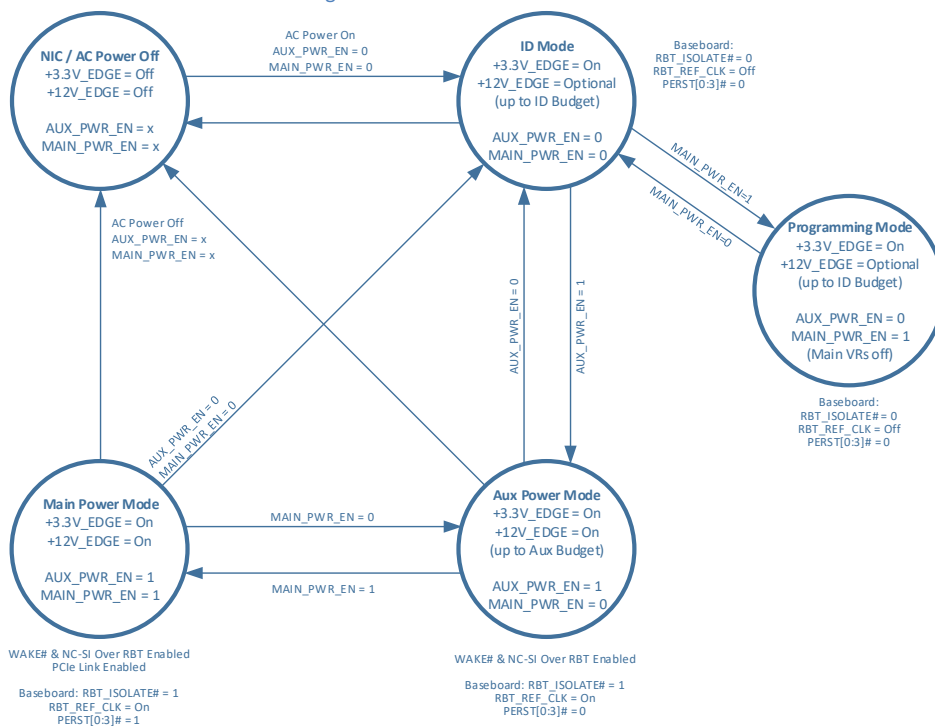 NIC / AC Power Off
+3.3V_EDGE = Off
+12V_EDGE = Off
AUX_PWR_EN = x
MAIN_PWR_EN = x
AC Power On
AUX_PWR_EN = 0
MAIN_PWR_EN = 0
ID Mode
+3.3V_EDGE = On
+12V_EDGE = Optional
(up to ID Budget)
AUX_PWR_EN = 0
MAIN_PWR_EN = 0
Baseboard:
RBT_ISOLATE# = 0
RBT_REF_CLK = Off
PERST[0:3]# = 0
MAIN_PWR_EN=1
MAIN_PWR_EN=0
Programming Mode
+3.3V_EDGE = On
+12V_EDGE = Optional
(up to ID Budget)
AUX_PWR_EN = 0
MAIN_PWR_EN = 1
(Main VRs off)
Baseboard:
RBT_ISOLATE# = 0
RBT_REF_CLK = Off
PERST[0:3]# = 0
AC Power Off
AUX_PWR_EN = x
MAIN_PWR_EN = x
AUX_PWR_EN = 0
AUX_PWR_EN = 1
AUX_PWR_EN = 0
MAIN_PWR_EN = 0
Main Power Mode
+3.3V_EDGE = On
+12V_EDGE = On
AUX_PWR_EN = 1
MAIN_PWR_EN = 1
MAIN_PWR_EN = 0
MAIN_PWR_EN = 1
Aux Power Mode
+3.3V_EDGE = On
+12V_EDGE = On
(up to Aux Budget)
AUX_PWR_EN = 1
MAIN_PWR_EN = 0
WAKE# & NC-SI Over RBT Enabled
PCIe Link Enabled
Baseboard: RBT_ISOLATE# = 1
RBT_REF_CLK = On
PERST[0:3]# = 1
WAKE# & NC-SI Over RBT Enabled
Baseboard: RBT_ISOLATE# = 1
RBT_REF_CLK = On
PERST[0:3]# = 0